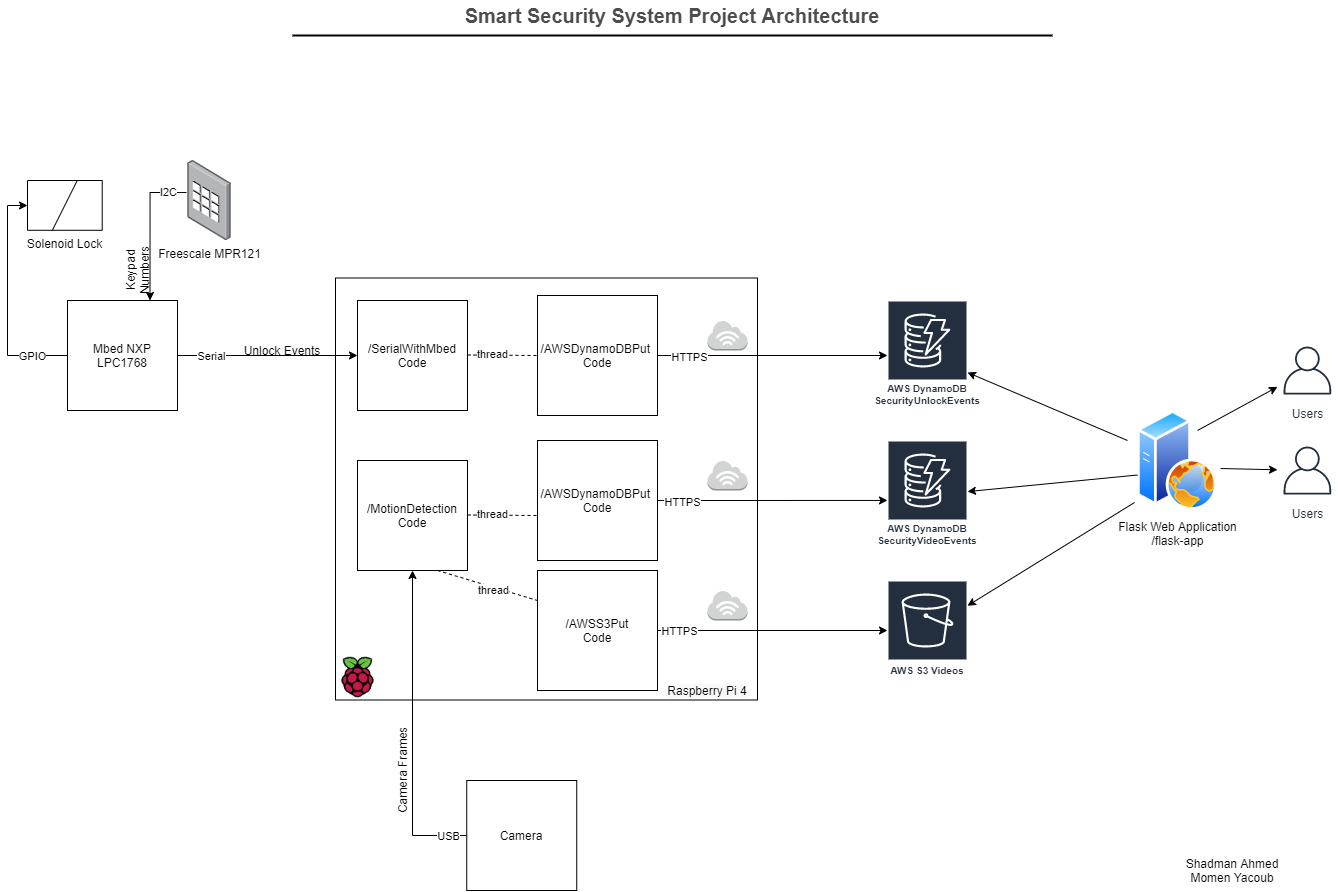 Smart Security System Project Architecture
I2C
Solenoid Lock
Freescale MPR121
Keypad
Numbers
GPIO
Mbed NXP
LPC1768
Serial
Unlock Events
/SerialWithMbed
Code
thread
/AWSDynamoDBPut
Code
HTTPS
AWS DynamoDB
SecurityUnlockEvents
Users
/MotionDetection
Code
thread
/AWSDynamoDBPut
Code
HTTPS
AWS DynamoDB
SecurityVideoEvents
Flask Web Application
/flask-app
Users
thread
/AWSS3Put
Code
HTTPS
AWS S3 Videos
Raspberry Pi 4
Camera Frames
USB
Camera
Shadman Ahmed
Momen Yacoub